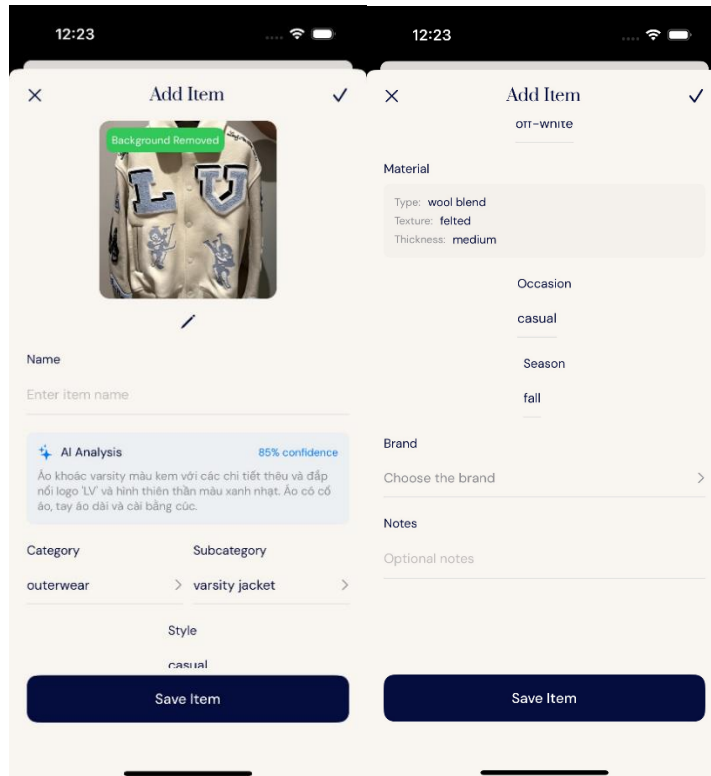 12:23
Add Item
Background Removed
L V
Name
Enter item name
AI Analysis
85% confidence
Áo khoác varsity màu kem với các chi tiết thêu và đắp
nổi logo 'LV' và hình thiên thần màu xanh nhạt. Áo có cổ
áo, tay áo dài và cài bằng cúc.
Category
Subcategory
outerwear
varsity jacket
Style
casual
Save Item
12:23
Add Item
off-white
Material
Type: wool blend
Texture: felted
Thickness: medium
Occasion
casual
Season
fall
Brand
Choose the brand
Notes
Optional notes
Save Item